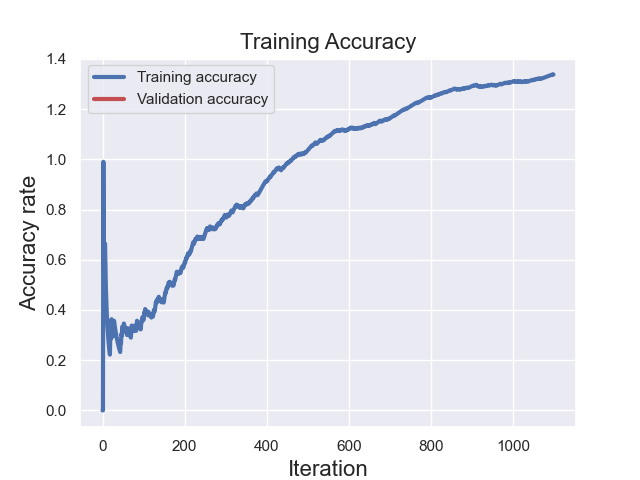 Training Accuracy
Training accuracy
Validation accuracy
Accuracy rate
1.4
1.2
1.0
0.8
0.6
0.4
0.2
0.0
0 200 400 600 800 1000
Iteration